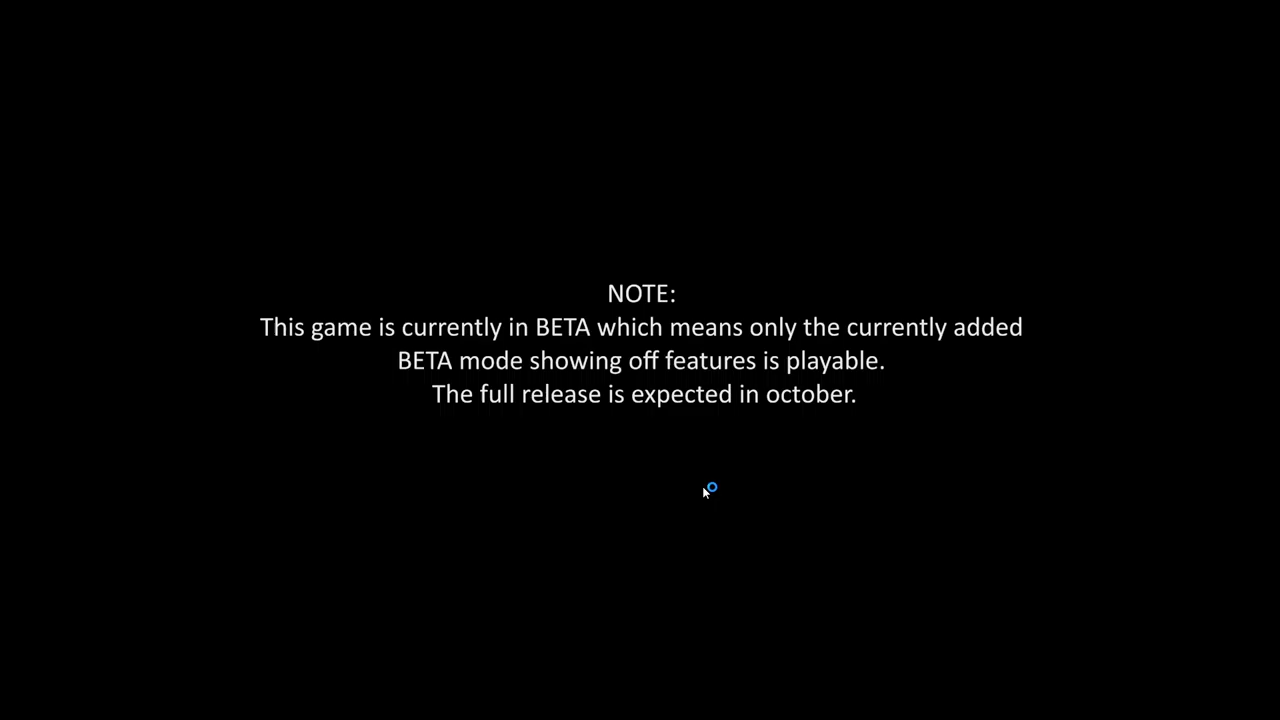 NOTE:
This game is currently in BETA which means only the currently added
BETA mode showing off features is playable.
The full release is expected in october.